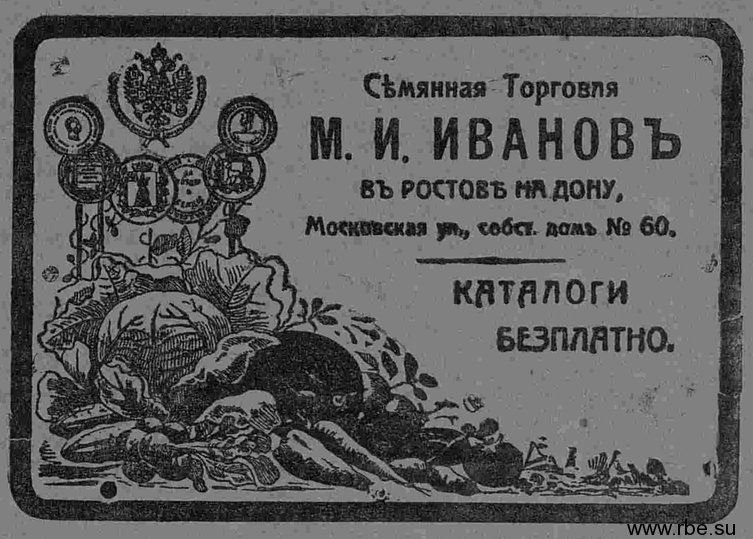 Сѣмянная Торговля
М. И. ИВАНОВЪ
ВЪ РОСТОВѢ НА ДОНУ,
Московская ул., собст. домъ № 60.
КАТАЛОГИ
БЕЗПЛАТНО.
www.rbe.su